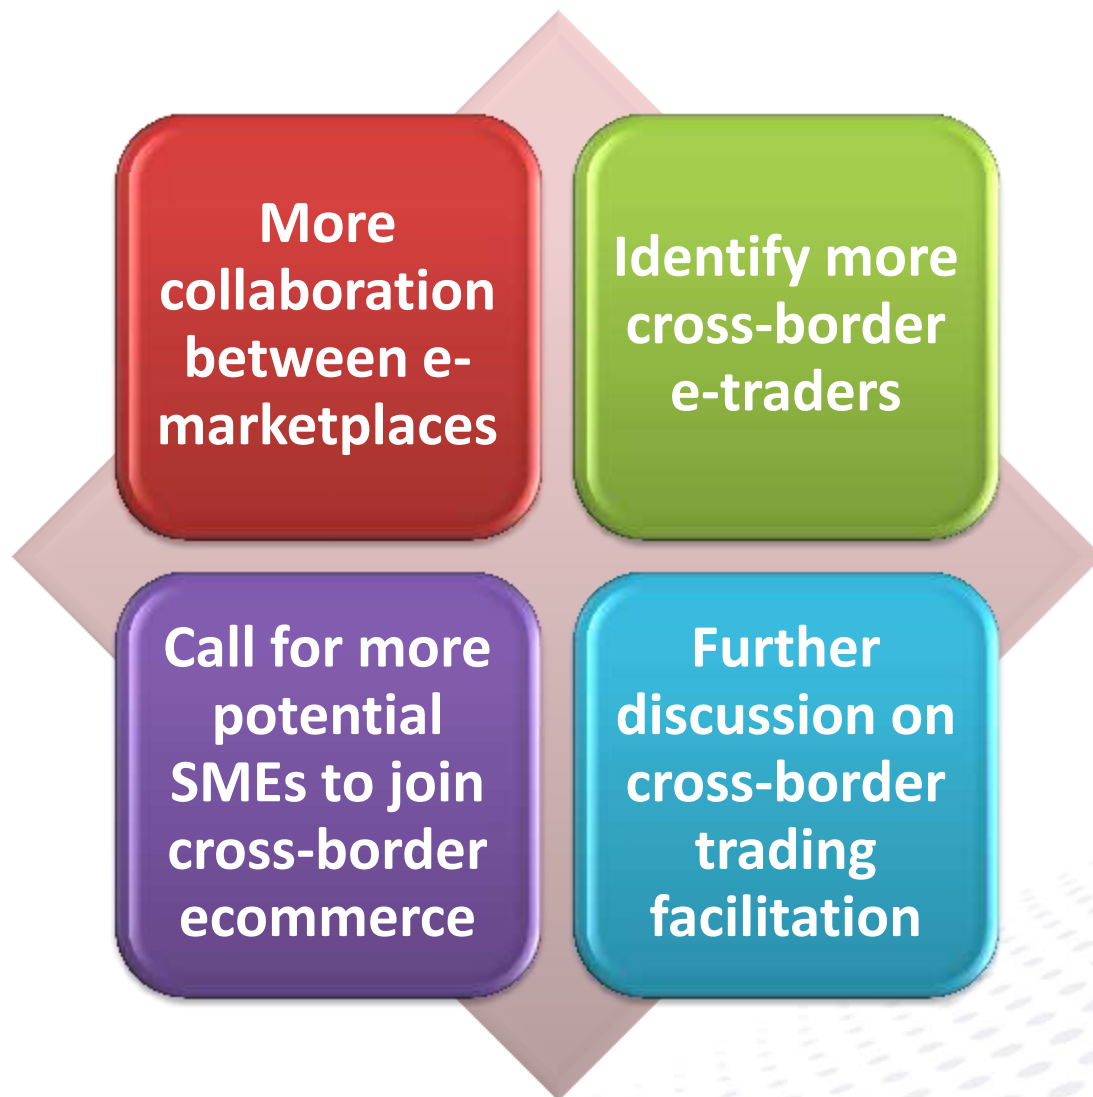 More
collaboration
between e-
marketplaces
Identify more
cross-border
e-traders
Call for more
potential
SMEs to join
cross-border
ecommerce
Further
discussion on
cross-border
trading
facilitation